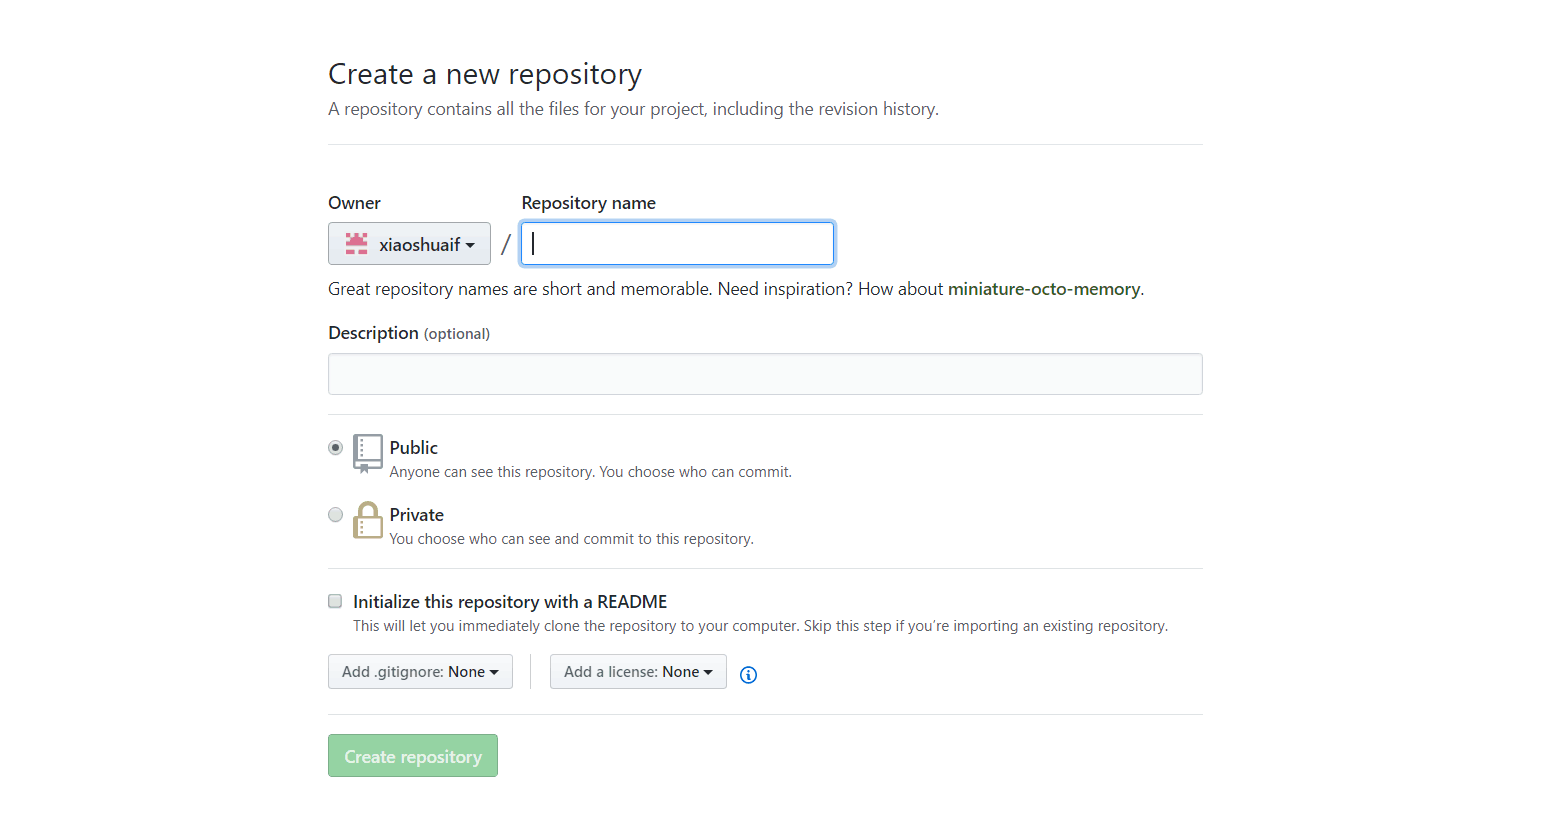 Create a new repository
A repository contains all the files for your project, including the revision history.
Owner
Repository name
xiaoshuaif
/
Great repository names are short and memorable. Need inspiration? How about miniature-octo-memory.
Description (optional)
Public
Anyone can see this repository. You choose who can commit.
Private
You choose who can see and commit to this repository.
Initialize this repository with a README
This will let you immediately clone the repository to your computer. Skip this step if you’re importing an existing repository.
Add .gitignore: None
Add a license: None
Create repository